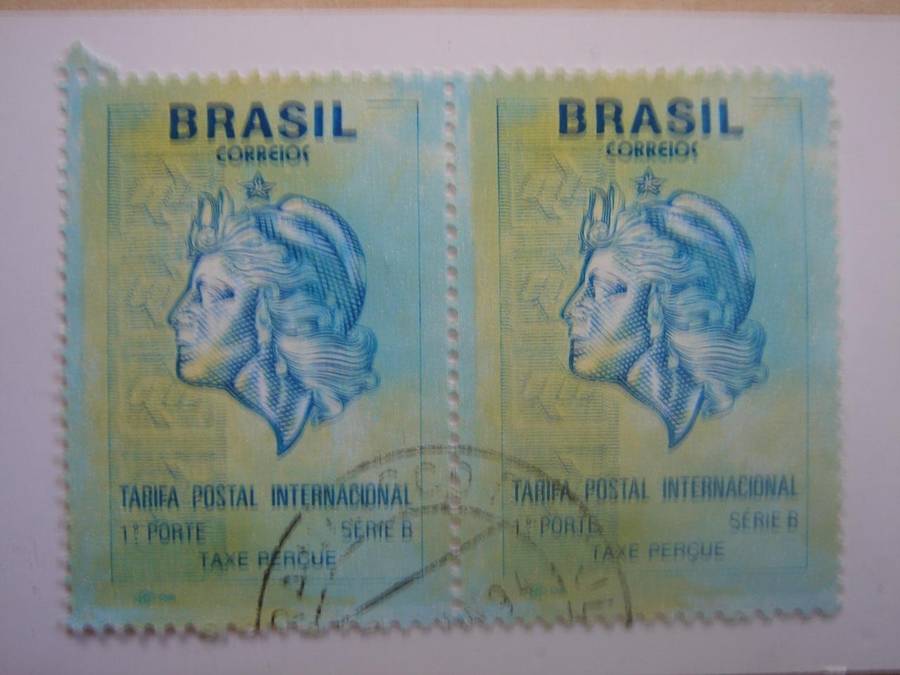 BRASIL
CORREIOS
TARIFA POSTAL INTERNACIONAL
1º PORTE SÉRIE B
TAXE PERÇUE
BRASIL
CORREIOS
TARIFA POSTAL INTERNACIONAL
1º PORTE SÉRIE B
TAXE PERÇUE